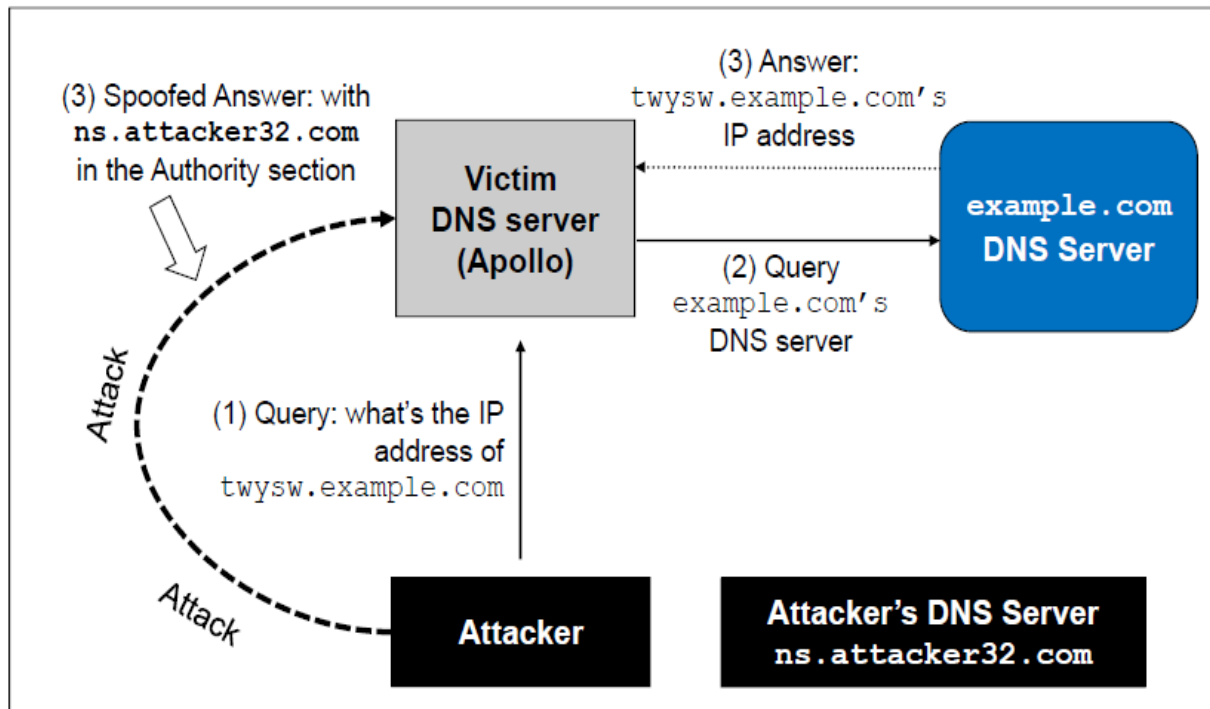 (3) Spoofed Answer: with
ns.attacker32.com
in the Authority section
(3) Answer:
twysw.example.com's
IP address
Victim
DNS server
(Apollo)
example.com
DNS Server
(2) Query
example.com's
DNS server
Attack
(1) Query: what's the IP
address of
twysw.example.com
Attack
Attacker
Attacker's DNS Server
ns.attacker32.com